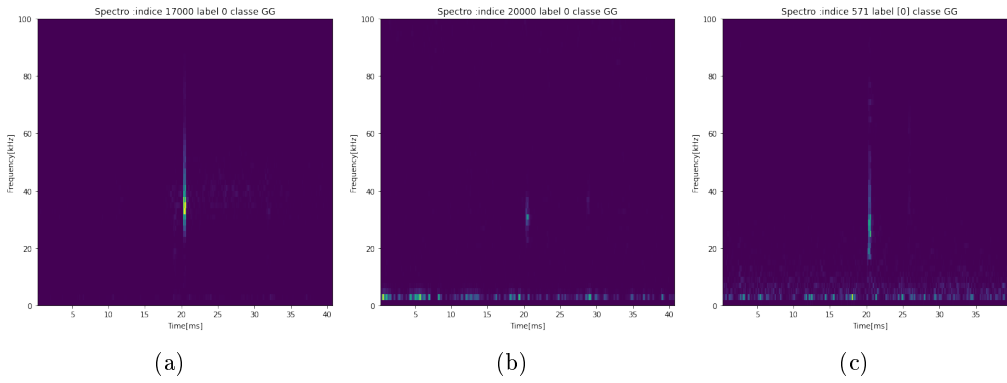 Spectro :indice 17000 label 0 classe GG
Frequency[kHz]
100
80
60
40
20
0
5 10 15 20 25 30 35 40
Time[ms]
(a)
Spectro :indice 20000 label 0 classe GG
Frequency[kHz]
100
80
60
40
20
0
5 10 15 20 25 30 35 40
Time[ms]
(b)
Spectro :indice 571 label [0] classe GG
Frequency[kHz]
100
80
60
40
20
0
5 10 15 20 25 30 35
Time[ms]
(c)